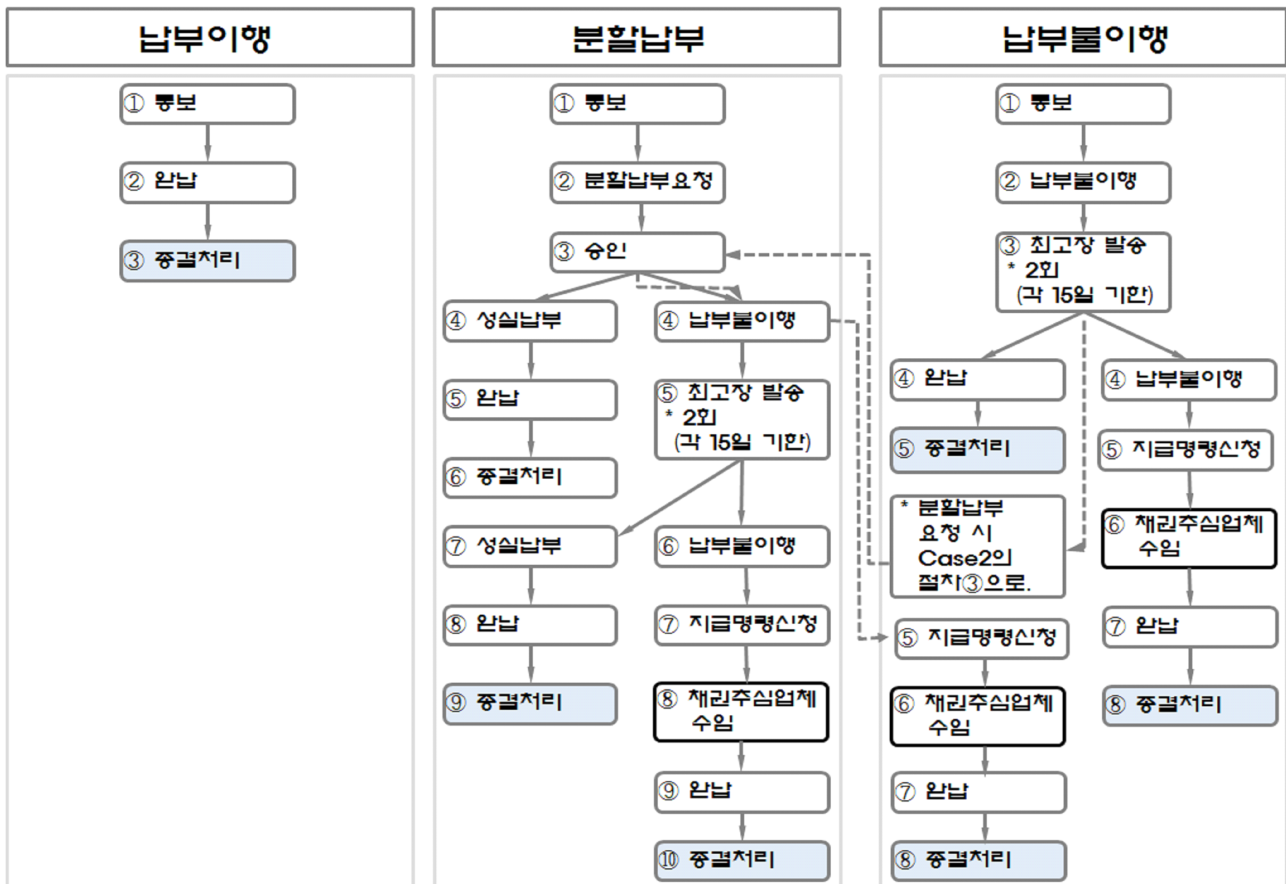 납부이행
① 통보
② 완납
③ 종결처리
분할납부
① 통보
② 분할납부요청
③ 승인
④ 성실납부
⑤ 완납
⑥ 종결처리
④ 납부불이행
⑤ 최고장 발송
* 2회
(각 15일 기한)
⑦ 성실납부
⑧ 완납
⑨ 종결처리
⑥ 납부불이행
⑦ 지급명령신청
⑧ 채권추심업체
수임
⑨ 완납
⑩ 종결처리
납부불이행
① 통보
② 납부불이행
③ 최고장 발송
* 2회
(각 15일 기한)
④ 완납
⑤ 종결처리
* 분할납부
요청 시
Case2의
절차③으로.
⑤ 지급명령신청
⑥ 채권추심업체
수임
⑦ 완납
⑧ 종결처리
④ 납부불이행
⑤ 지급명령신청
⑥ 채권추심업체
수임
⑦ 완납
⑧ 종결처리